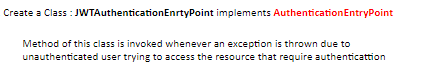 Create a Class : JWTAuthenticationEnrtyPoint implements AuthenticationEntryPoint
Method of this class is invoked whenever an exception is thrown due to
unauthenticated user trying to access the resource that require authenticattion